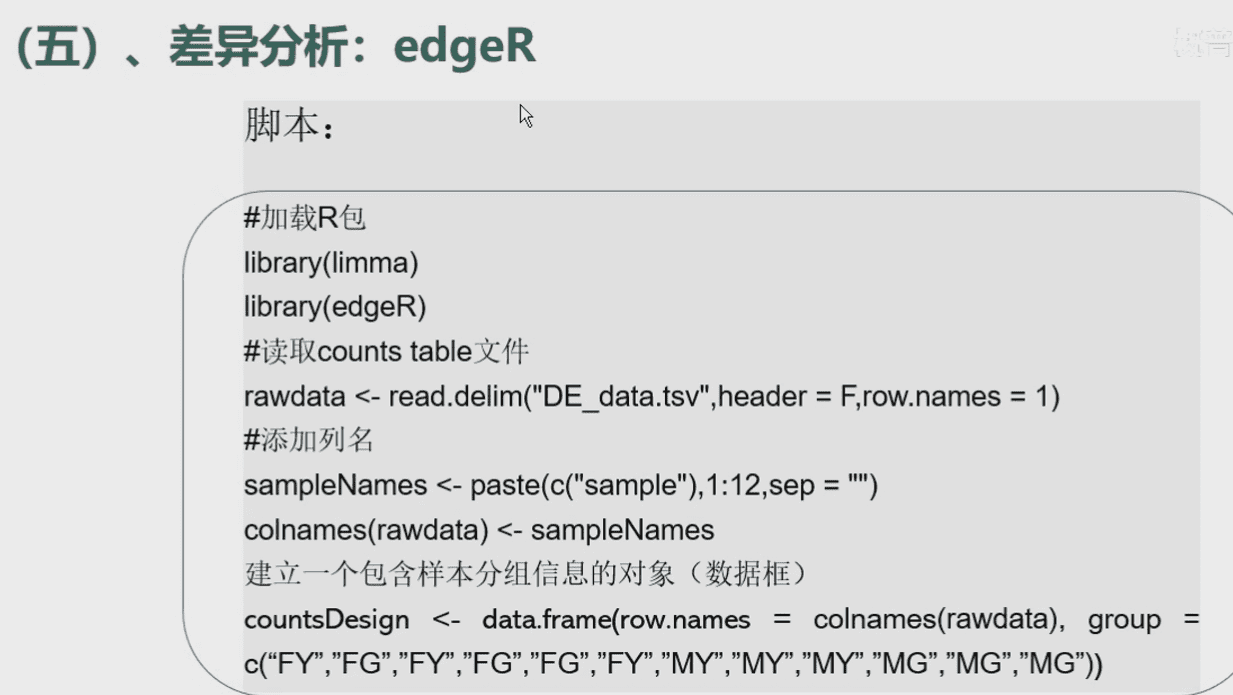 （五）、差异分析：edgeR
脚本：
#加载R包
library(limma)
library(edgeR)
#读取counts table文件
rawdata <- read.delim("DE_data.tsv",header = F,row.names = 1)
#添加列名
sampleNames <- paste(c("sample"),1:12,sep = "")
colnames(rawdata) <- sampleNames
建立一个包含样本分组信息的对象（数据框）
countsDesign <- data.frame(row.names = colnames(rawdata), group =
c(“FY”,”FG”,”FY”,”FG”,”FG”,”FY”,”MY”,”MY”,”MY”,”MG”,”MG”,”MG”))